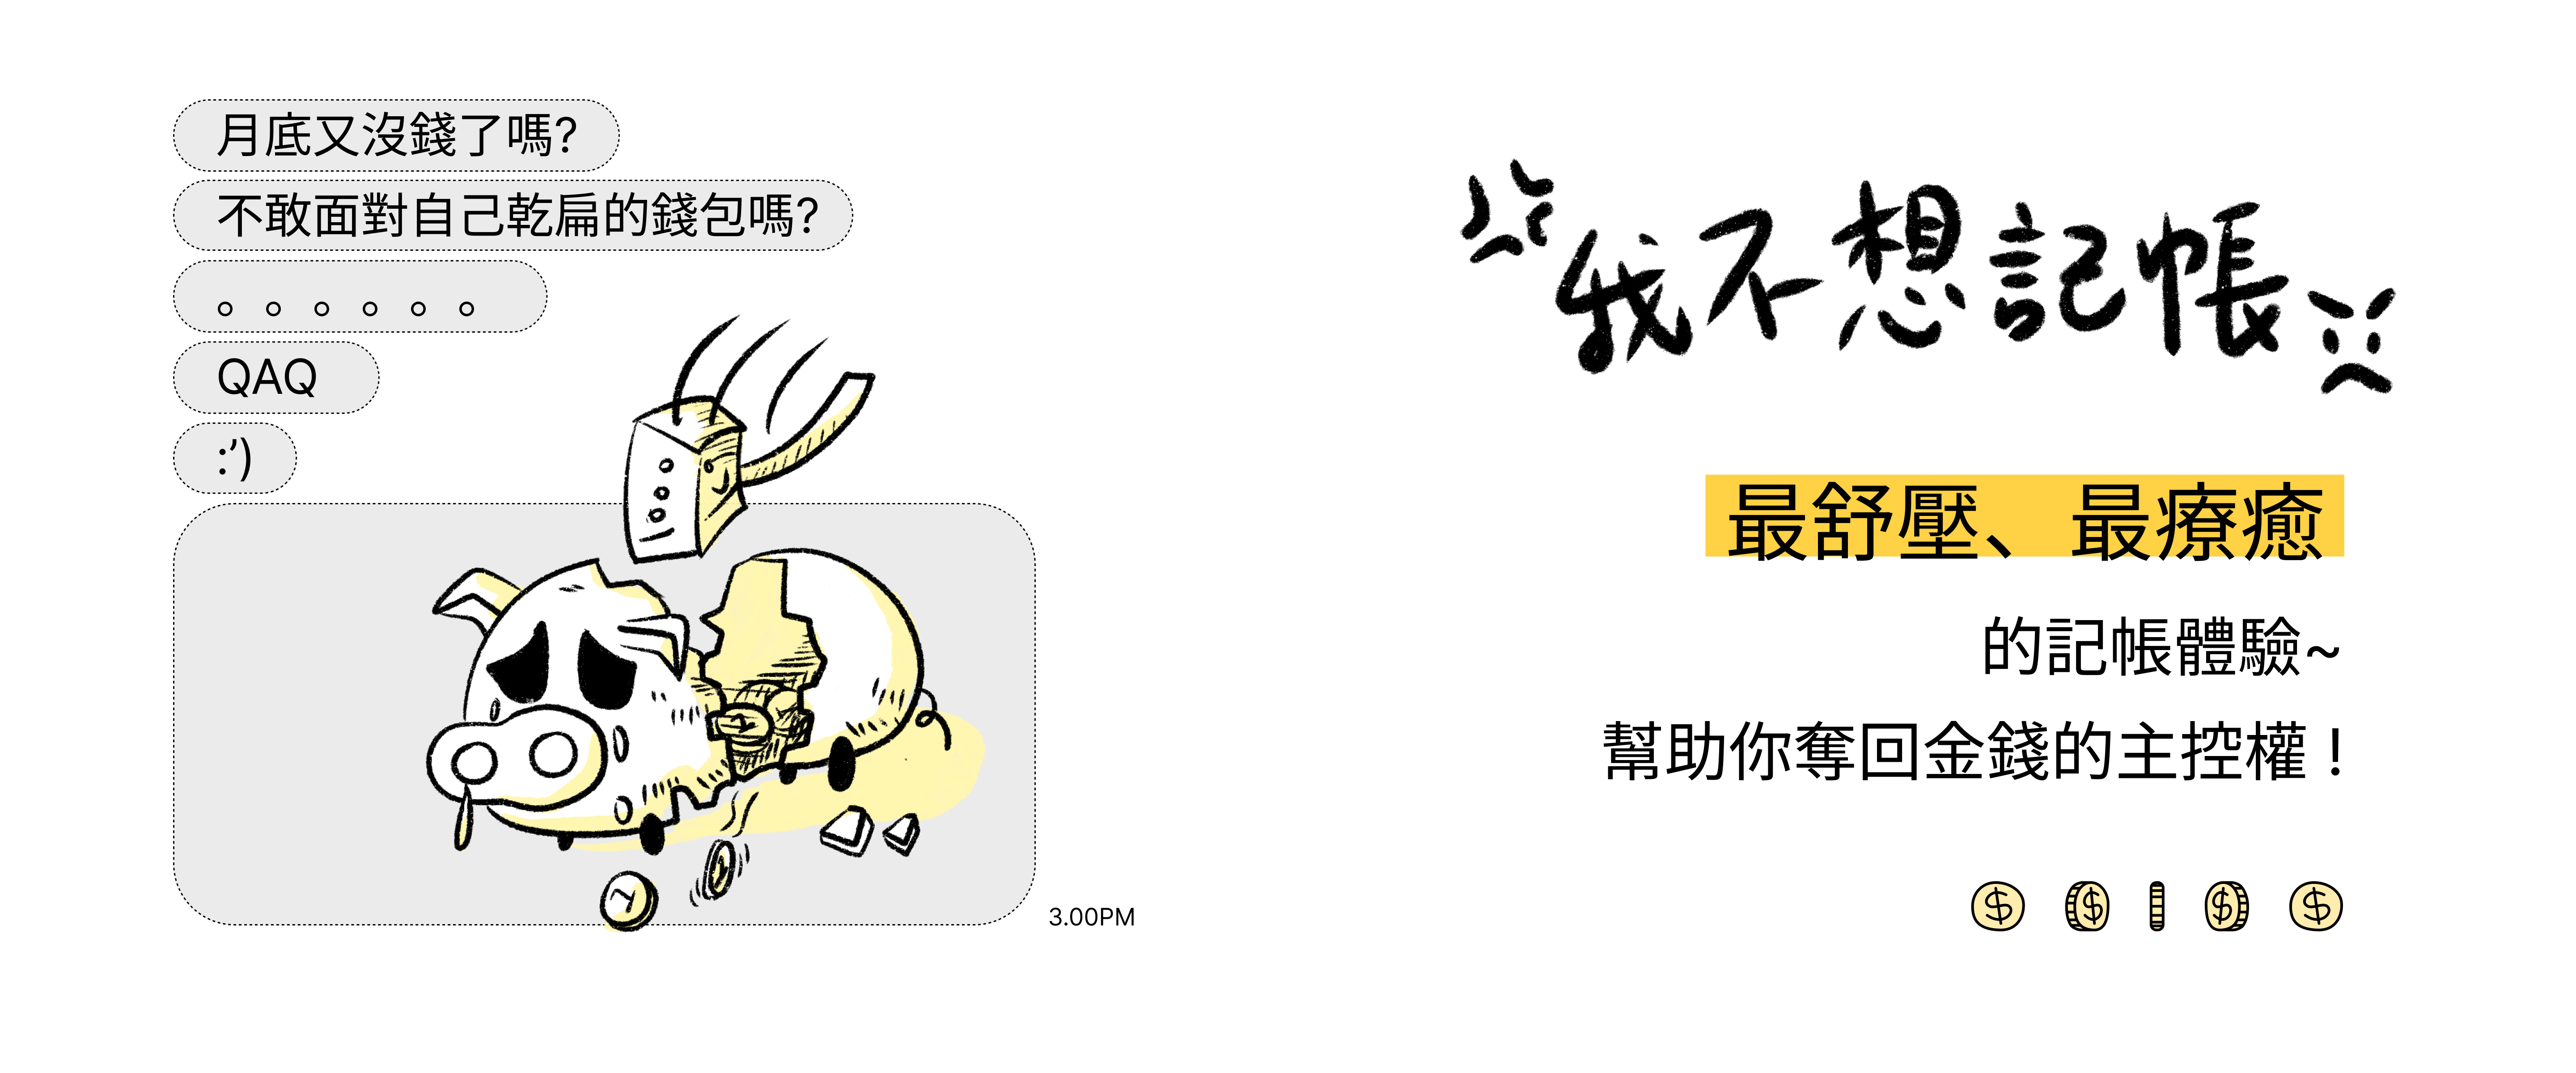 月底又沒錢了嗎?
不敢面對自己乾扁的錢包嗎?
。。。。。。
QAQ
:’)
3.00PM
我不想記帳
最舒壓、最療癒
的記帳體驗~
幫助你奪回金錢的主控權！
$ $ $ $